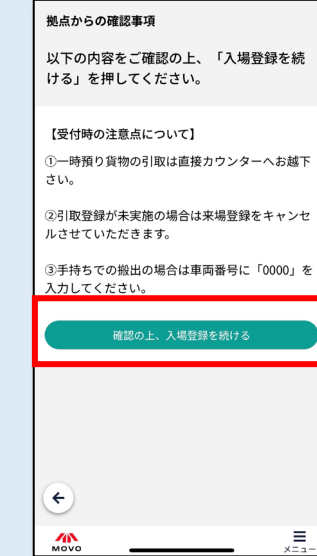 拠点からの確認事項
以下の内容をご確認の上、「入場登録を続
ける」を押してください。
【受付時の注意点について】
①一時預り貨物の引取は直接カウンターへお越下
さい。
②引取登録が未実施の場合は来場登録をキャンセ
ルさせていただきます。
③手持ちでの搬出の場合は車両番号に「0000」を
入力してください。
確認の上、入場登録を続ける
MOVO
メニュー